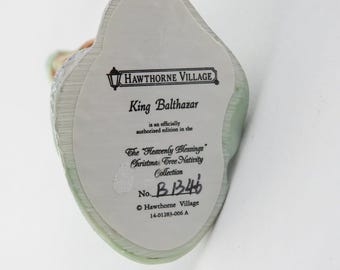 HAWTHORNE VILLAGE
King Balthazar
is an officially
authorized edition in the
The "Heavenly Blessings"
Christmas Tree Nativity
Collection
No. B1346
© Hawthorne Village
14-01283-006 A